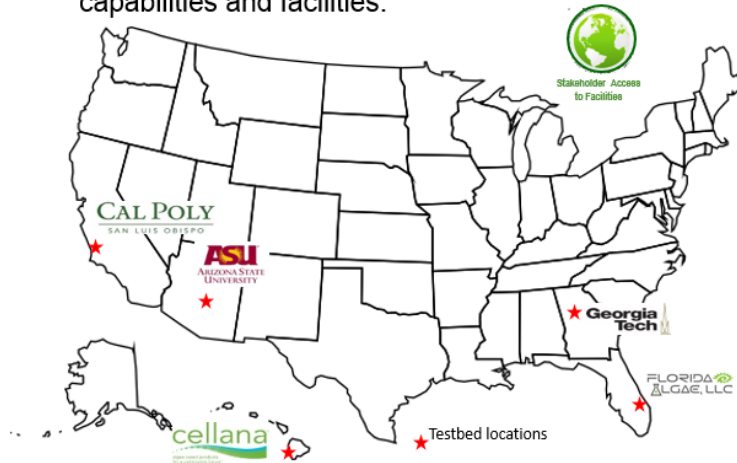 capabilities and facilities.
Stakeholder Access
to Facilities
CAL POLY
SAN LUIS OBISPO
ASU
ARIZONA STATE
UNIVERSITY
Georgia
Tech
FLORIDA
ALGAE, LLC
cellana
Testbed locations